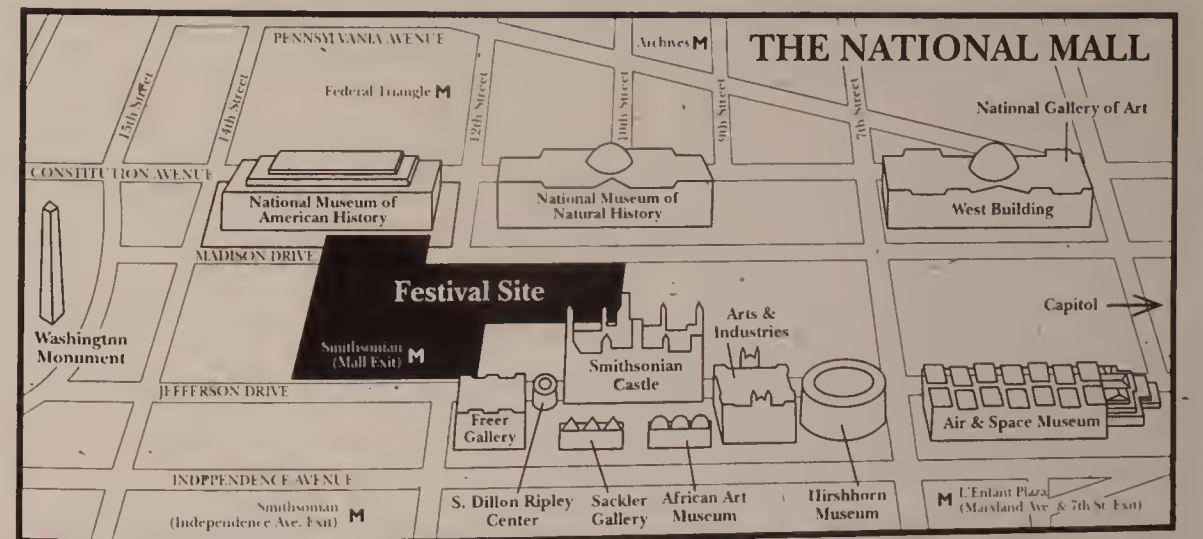 THE NATIONAL MALL
PENNSYLVANIA AVENUE
Archives M
Federal Triangle M
15th Street
14th Street
12th Street
10th Street
9th Street
7th Street
National Gallery of Art
CONSTITUTION AVENUE
National Museum of
American History
National Museum of
Natural History
West Building
MADISON DRIVE
Festival Site
Capitol
Washington
Monument
Smithsonian
(Mall Exit) M
Arts &
Industries
Smithsonian
Castle
JEFFERSON DRIVE
Freer
Gallery
Air & Space Museum
INDEPENDENCE AVENUE
Smithsonian
(Independence Ave. Exit) M
S. Dillon Ripley
Center
Sackler
Gallery
African Art
Museum
Hirshhorn
Museum
M L'Enfant Plaza
(Maryland Ave. & 7th St. Exit)